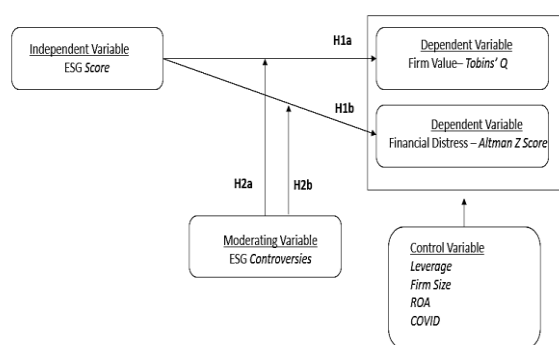 Independent Variable
ESG Score
H1a
Dependent Variable
Firm Value– Tobins’ Q
H1b
Dependent Variable
Financial Distress – Altman Z Score
H2a
H2b
Moderating Variable
ESG Controversies
Control Variable
Leverage
Firm Size
ROA
COVID